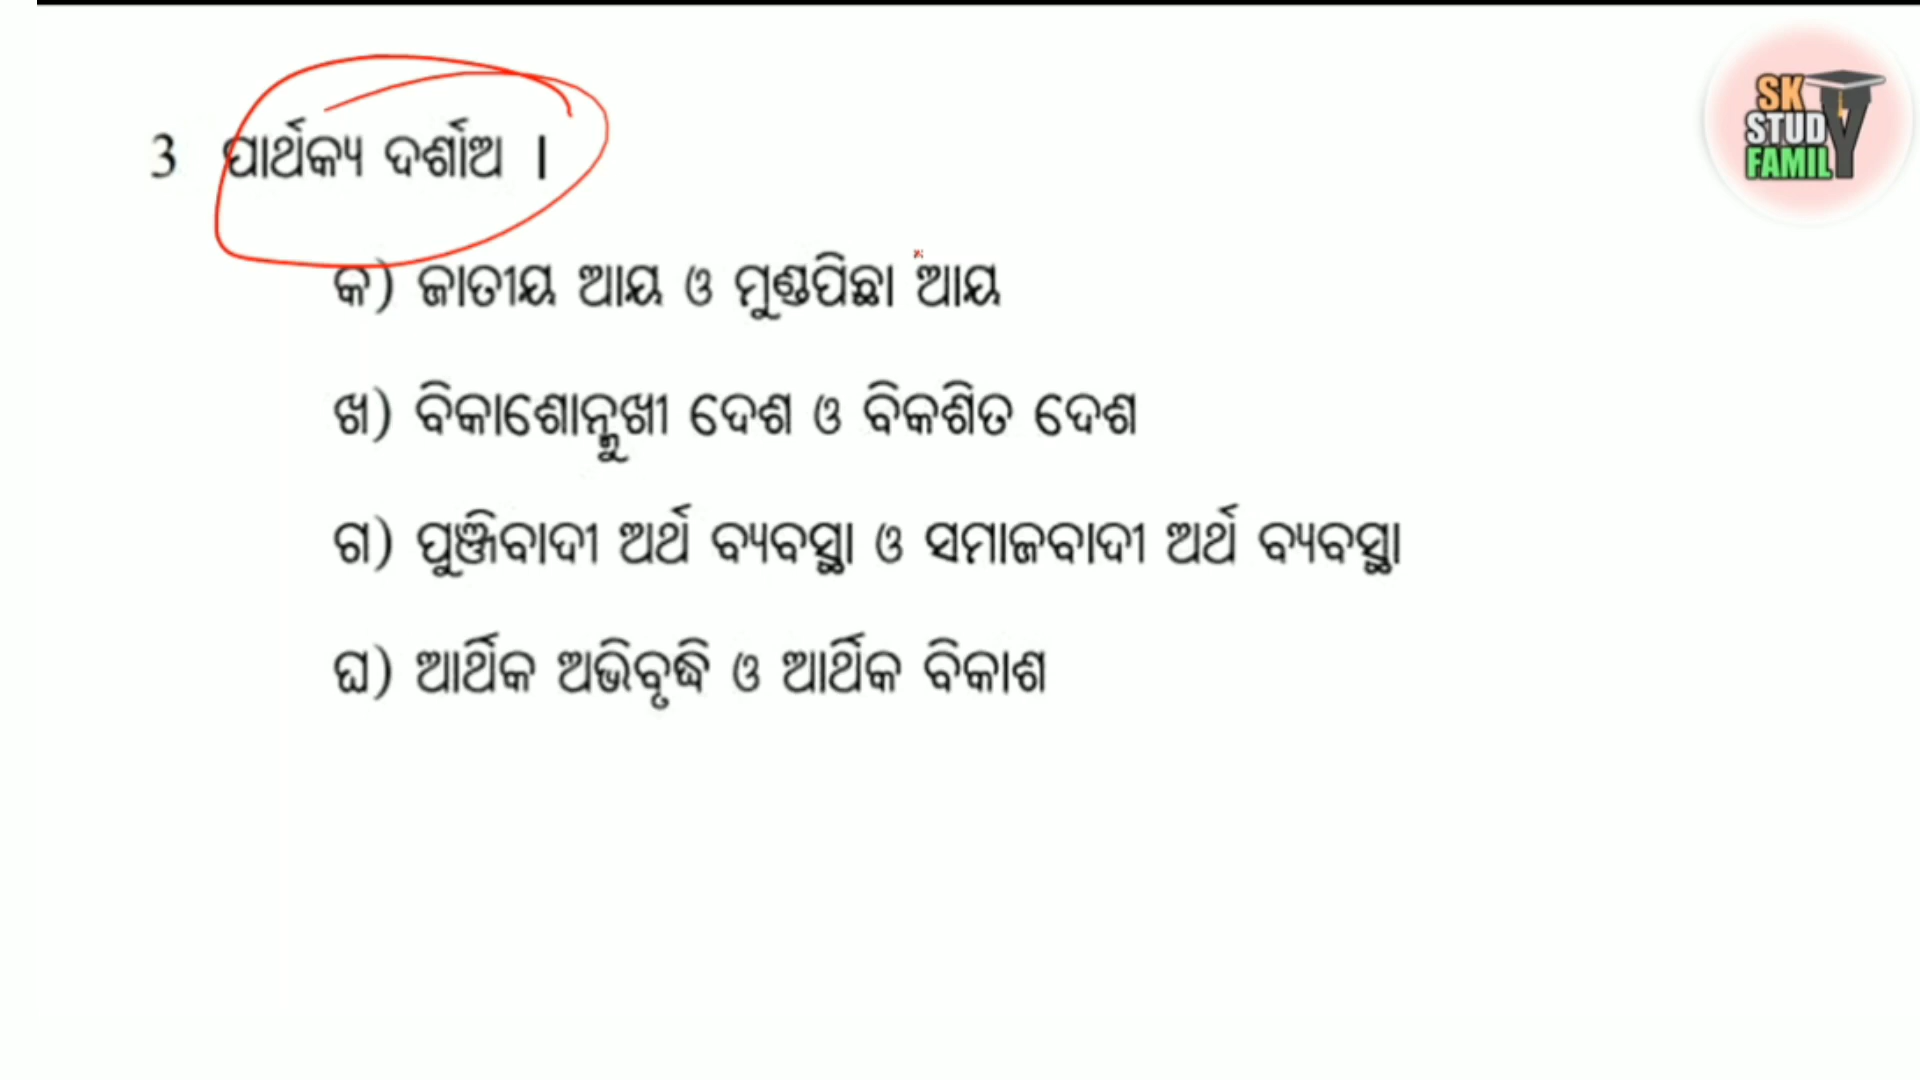 3 ପାର୍ଥକ୍ୟ ଦର୍ଶାଅ ।
କ) ଜାତୀୟ ଆୟ ଓ ମୁଣ୍ଡପିଛା ଆୟ
ଖ) ବିକାଶୋନ୍ମୁଖୀ ଦେଶ ଓ ବିକଶିତ ଦେଶ
ଗ) ପୁଞ୍ଜିବାଦୀ ଅର୍ଥ ବ୍ୟବସ୍ଥା ଓ ସମାଜବାଦୀ ଅର୍ଥ ବ୍ୟବସ୍ଥା
ଘ) ଆର୍ଥିକ ଅଭିବୃଦ୍ଧି ଓ ଆର୍ଥିକ ବିକାଶ
SK
STUDY
FAMILY